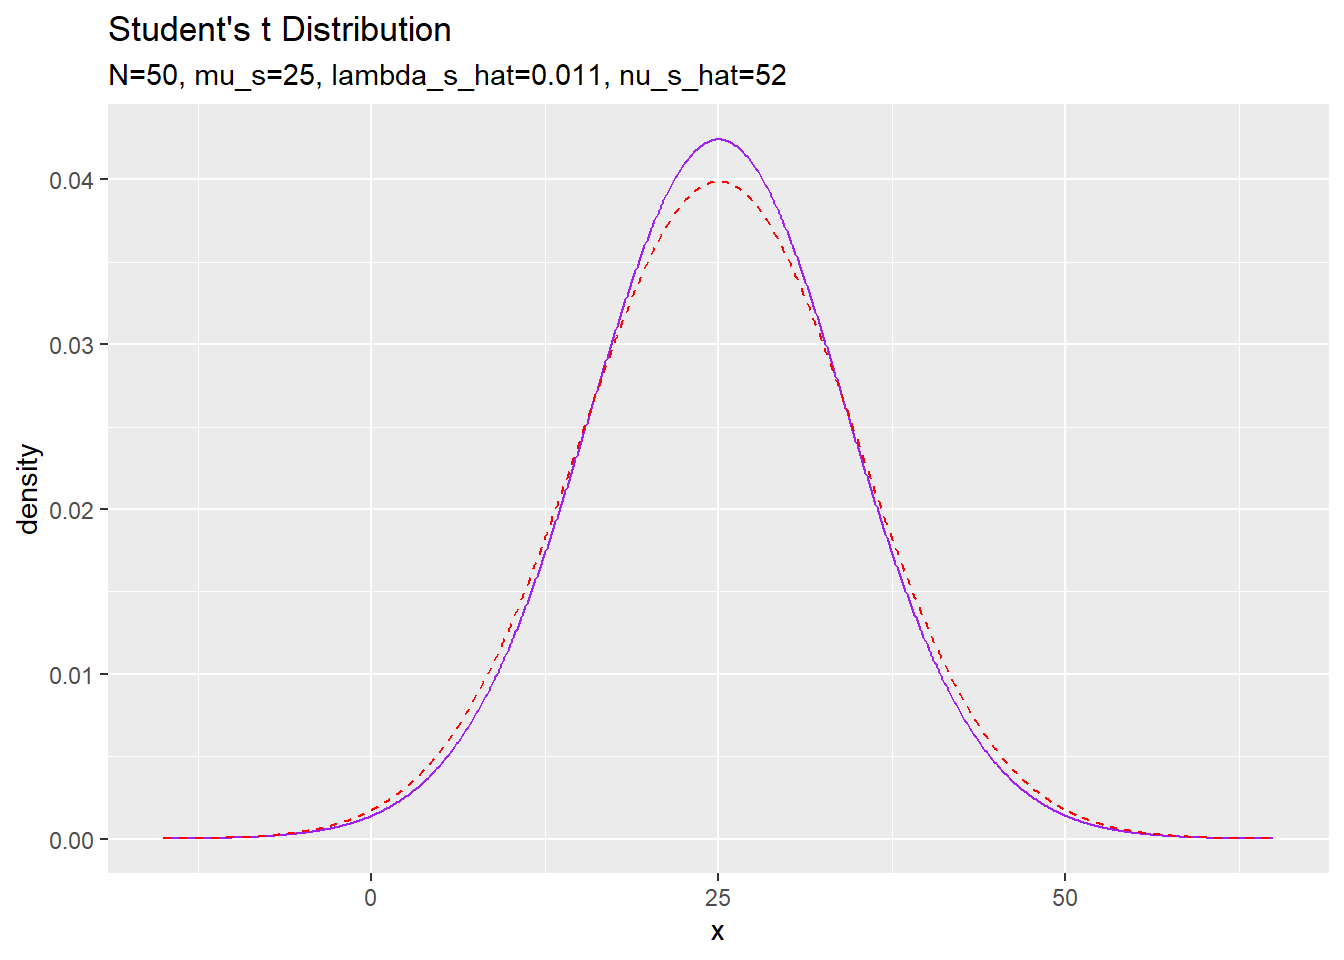 Student's t Distribution
N=50, mu_s=25, lambda_s_hat=0.011, nu_s_hat=52
0.04
0.03
0.02
0.01
0.00
density
0
25
50
x